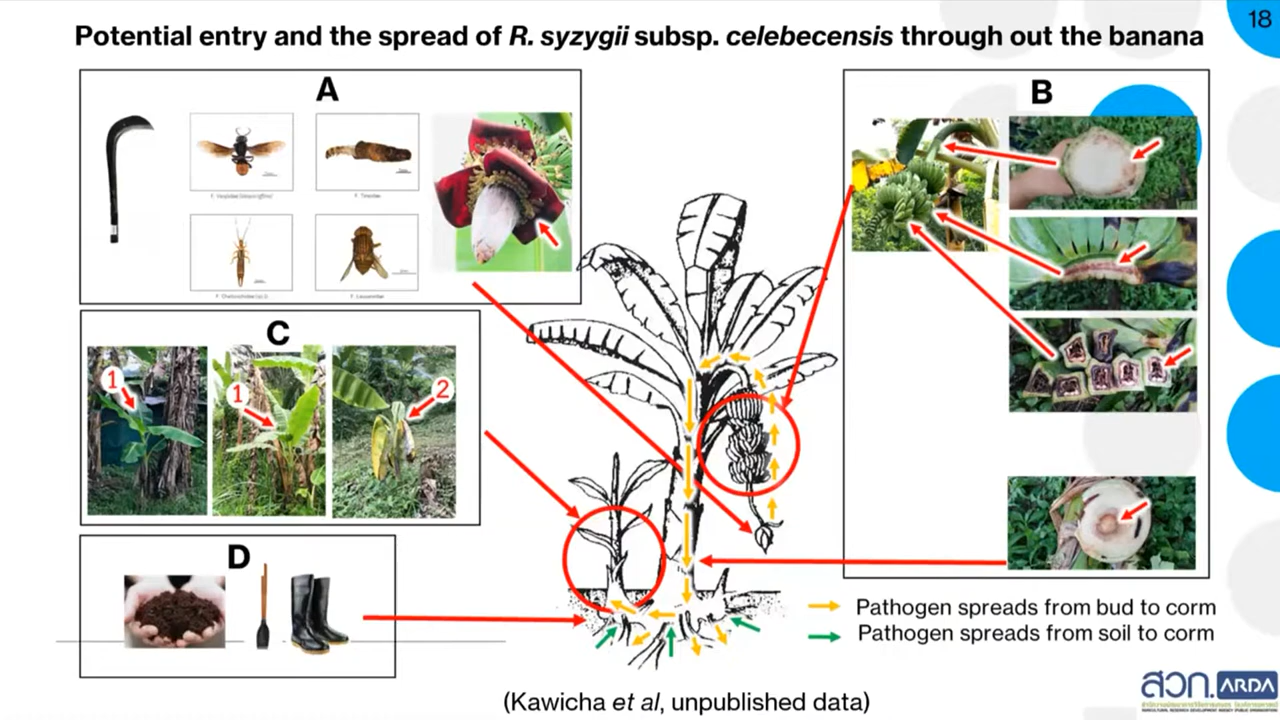 18
Potential entry and the spread of R. syzygii subsp. celebecensis through out the banana
A
B
C
1
1
2
D
Pathogen spreads from bud to corm
Pathogen spreads from soil to corm
(Kawicha et al, unpublished data)
สวก. ARDA